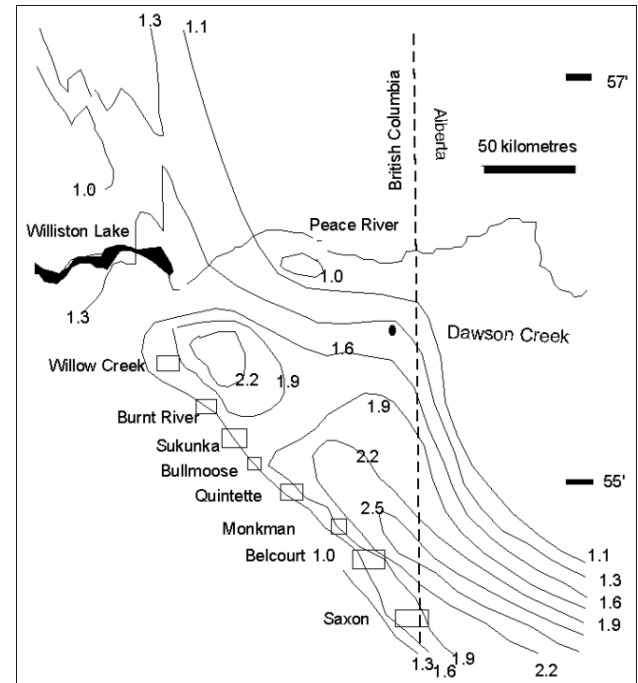 1.3
1.1
57'
British Columbia
Alberta
50 kilometres
1.0
Peace River
Williston Lake
1.0
1.3
Dawson Creek
1.6
Willow Creek
2.2
1.9
1.9
Burnt River
Sukunka
2.2
Bullmoose
55'
Quintette
2.5
Monkman
Belcourt 1.0
1.1
1.3
1.6
Saxon
1.9
1.3
1.6
1.9
2.2